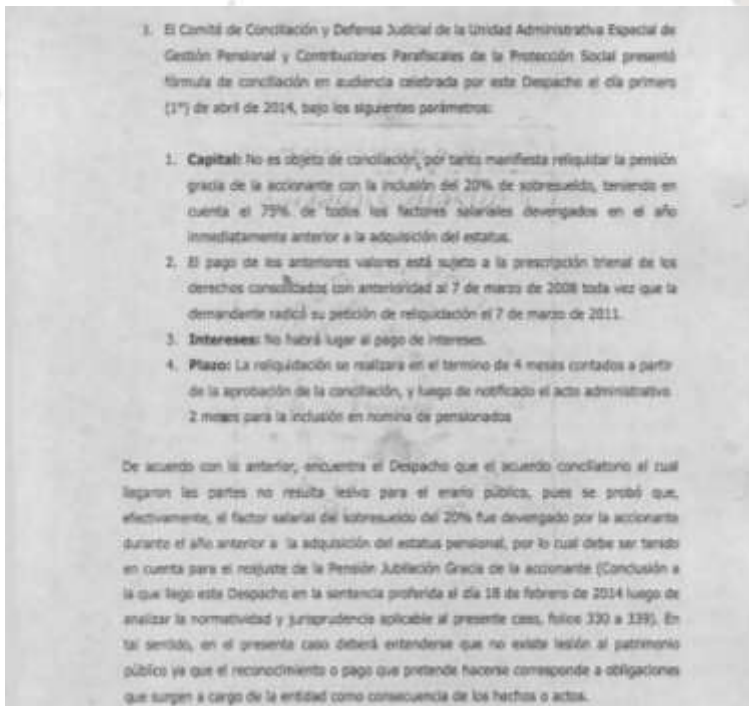 3. El Comité de Conciliación y Defensa Judicial de la Unidad Administrativa Especial de
Gestión Pensional y Contribuciones Parafiscales de la Protección Social presentó
fórmula de conciliación en audiencia celebrada por este Despacho el día primero
(1°) de abril de 2014, bajo los siguientes parámetros:
1. Capital: No es objeto de conciliación, por tanto manifiesta reliquidar la pensión
gracia de la accionante con la inclusión del 20% de sobresueldo, teniendo en
cuenta el 75% de todos los factores salariales devengados en el año
inmediatamente anterior a la adquisición del estatus.
2. El pago de los anteriores valores está sujeto a la prescripción trienal de los
derechos consolidados con anterioridad al 7 de marzo de 2008 toda vez que la
demandante radicó su petición de reliquidación el 7 de marzo de 2011.
3. Intereses: No habrá lugar al pago de intereses.
4. Plazo: La reliquidación se realizara en el termino de 4 meses contados a partir
de la aprobación de la conciliación, y luego de notificado el acto administrativo
2 meses para la inclusión en nomina de pensionados
De acuerdo con lo anterior, encuentra el Despacho que el acuerdo conciliatorio al cual
llegaron las partes no resulta lesivo para el erario público, pues se probó que,
efectivamente, el factor salarial del sobresueldo del 20% fue devengado por la accionante
durante el año anterior a la adquisición del estatus pensional, por lo cual debe ser tenido
en cuenta para el reajuste de la Pensión Jubilación Gracia de la accionante (Conclusión a
la que llego este Despacho en la sentencia proferida el día 18 de febrero de 2014 luego de
analizar la normatividad y jurisprudencia aplicable al presente caso, folios 330 a 339). En
tal sentido, en el presente caso deberá entenderse que no existe lesión al patrimonio
público ya que el reconocimiento o pago que pretende hacerse corresponde a obligaciones
que surgen a cargo de la entidad como consecuencia de los hechos o actos.